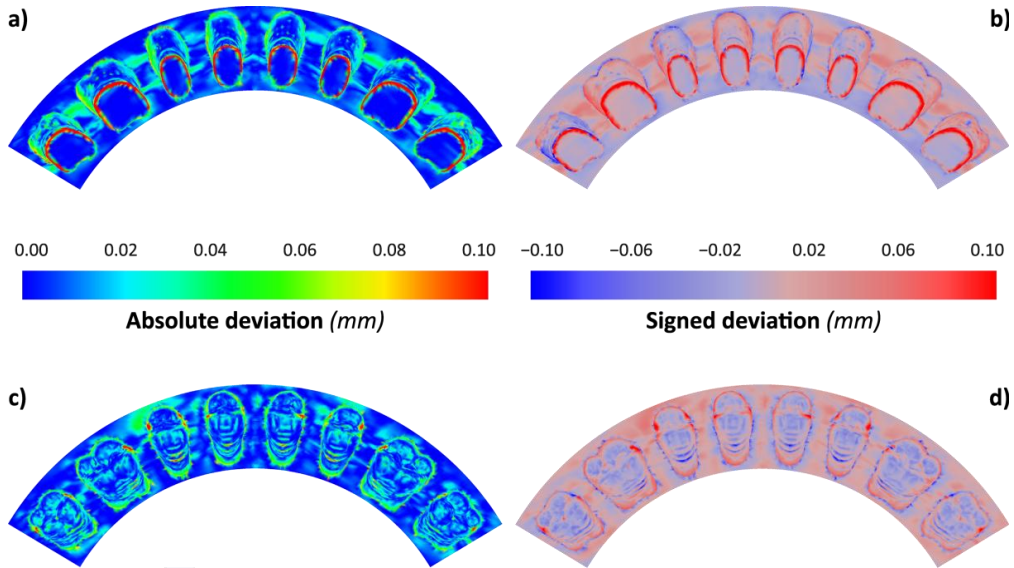 a)
b)
0.00 0.02 0.04 0.06 0.08 0.10
−0.10 −0.06 −0.02 0.02 0.06 0.10
Absolute deviation (mm)
Signed deviation (mm)
c)
d)